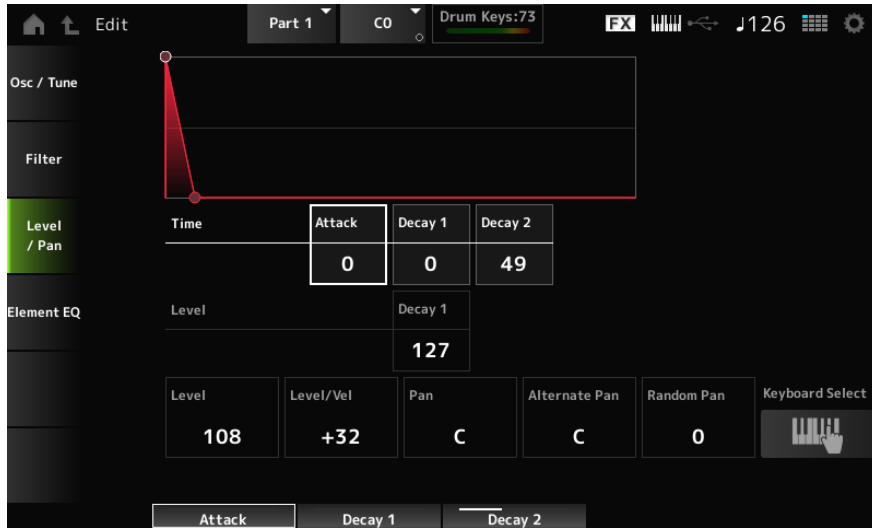 Edit Part 1 C0 Drum Keys:73 FX ♩126
Osc / Tune
Filter
Level
/ Pan
Element EQ
Time Attack Decay 1 Decay 2
0 0 49
Level Decay 1
127
Level Level/Vel Pan Alternate Pan Random Pan Keyboard Select
108 +32 C C 0
Attack Decay 1 Decay 2